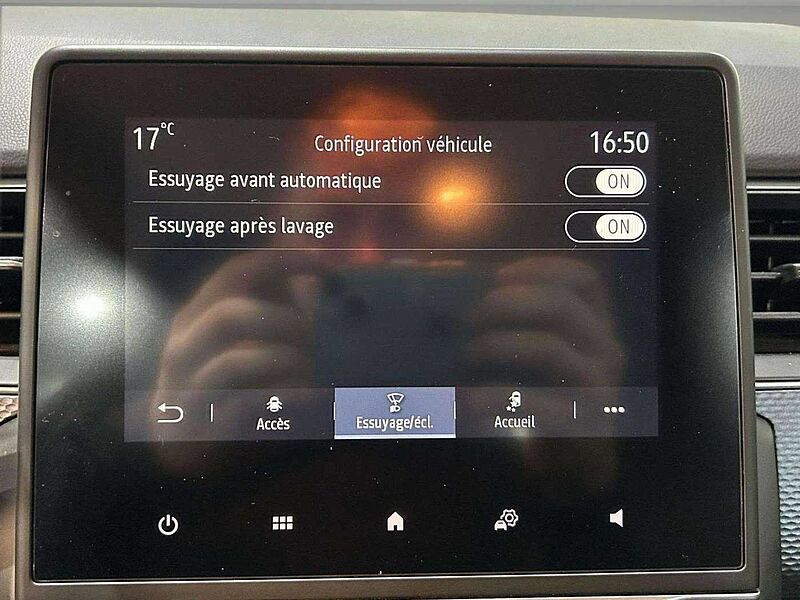 17°C Configuration véhicule 16:50
Essuyage avant automatique ON
Essuyage après lavage ON
Accès Essuyage/écl. Accueil